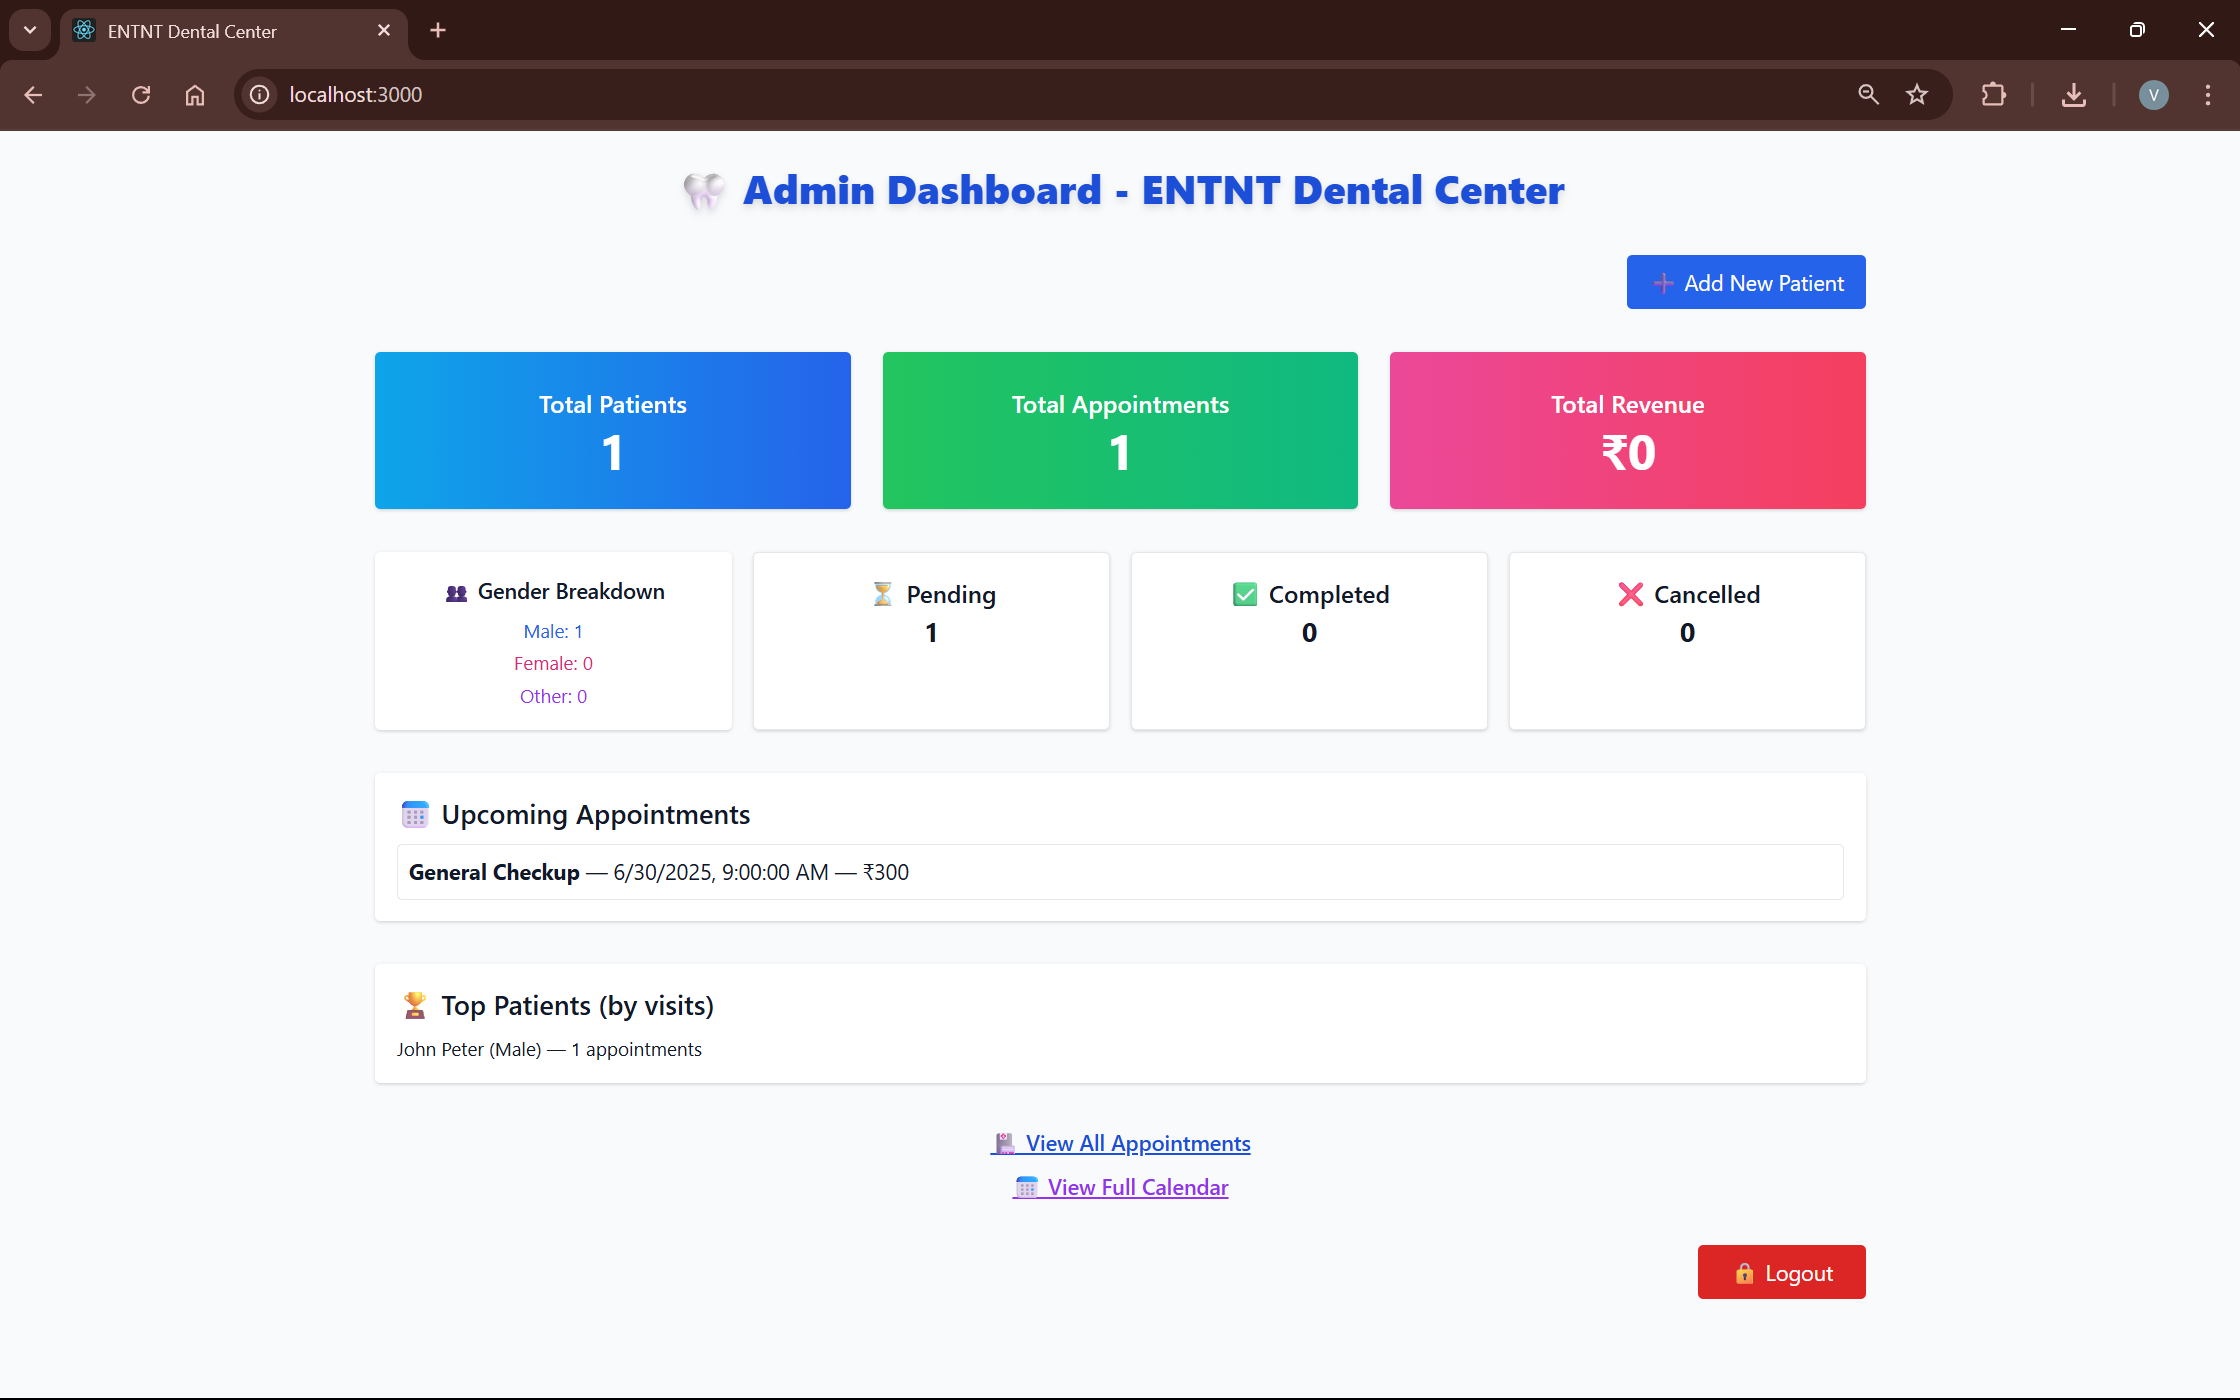 ENTNT Dental Center
localhost:3000
V
🦷 Admin Dashboard - ENTNT Dental Center
➕ Add New Patient
Total Patients
1
Total Appointments
1
Total Revenue
₹0
👥 Gender Breakdown
Male: 1
Female: 0
Other: 0
⏳ Pending
1
✅ Completed
0
❌ Cancelled
0
📅 Upcoming Appointments
General Checkup — 6/30/2025, 9:00:00 AM — ₹300
🏆 Top Patients (by visits)
John Peter (Male) — 1 appointments
View All Appointments
📅 View Full Calendar
🔒 Logout